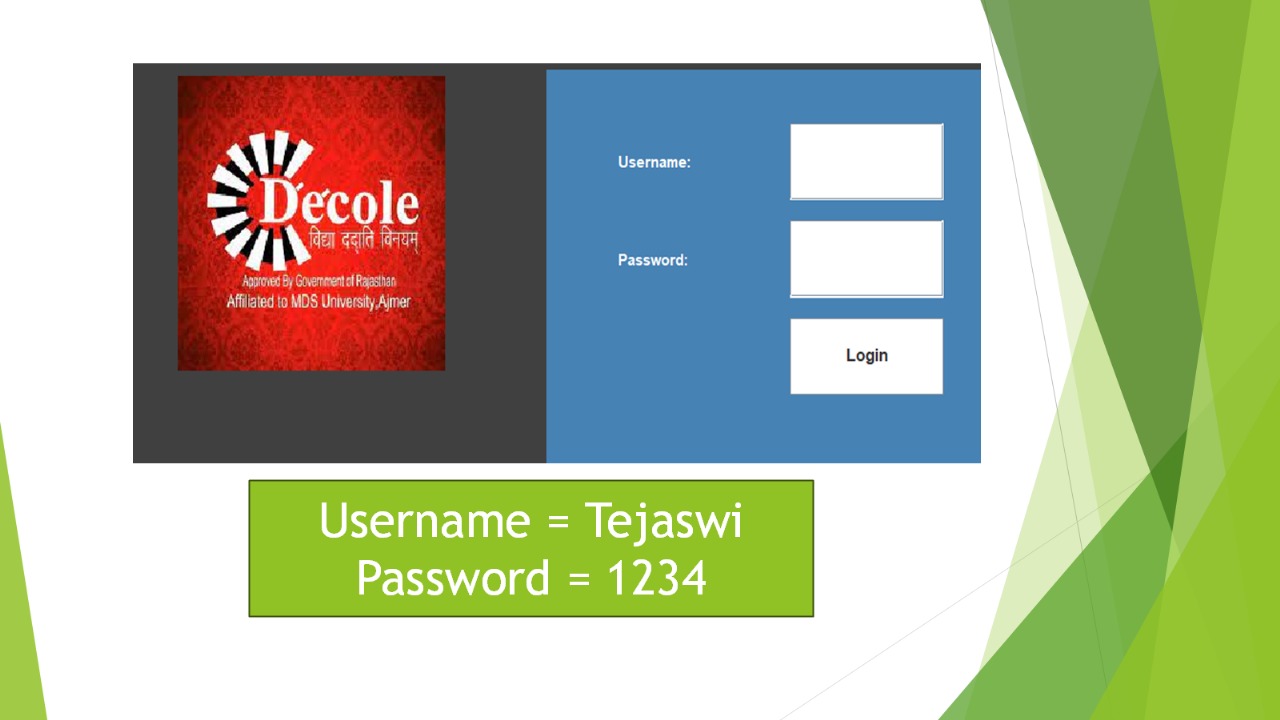 D'ećole
विद्या ददाति विनयम्
Approved By Government of Rajasthan
Affiliated to MDS University,Ajmer
Username:
Password:
Login
Username = Tejaswi
Password = 1234